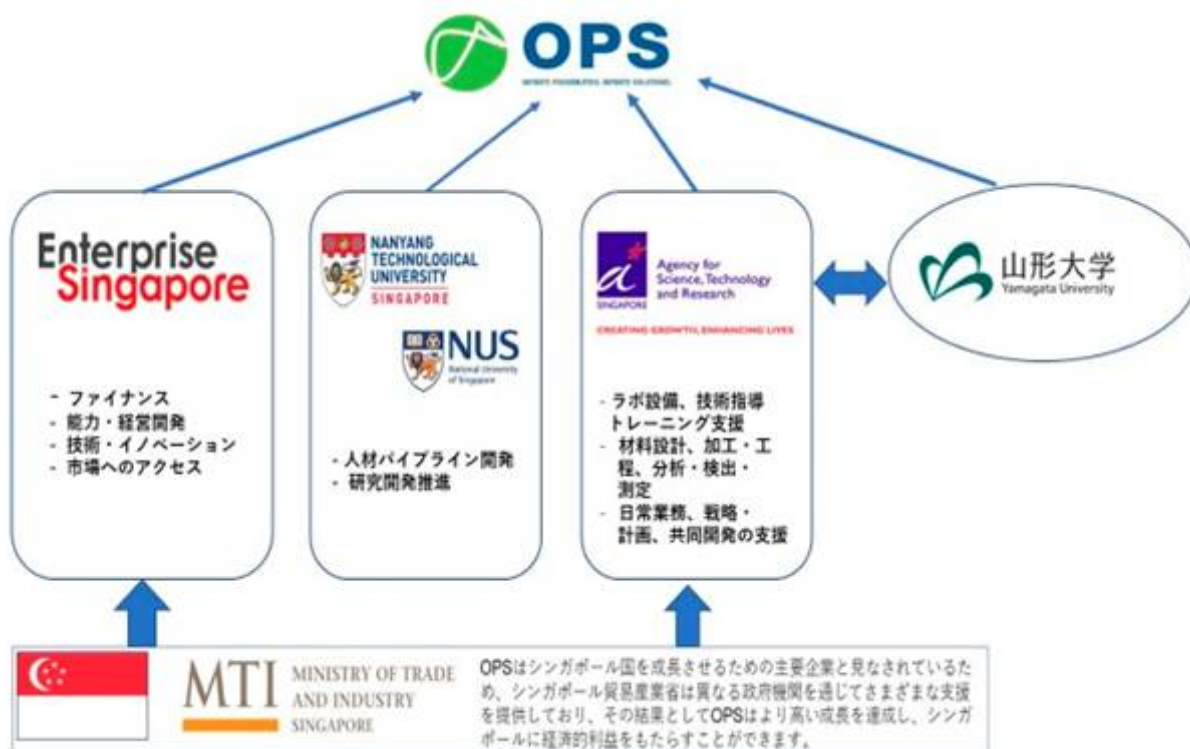 OPS
INFINITE POSSIBILITIES. INFINITE SOLUTIONS.
Enterprise
Singapore
- ファイナンス
- 能力・経営開発
- 技術・イノベーション
- 市場へのアクセス
NANYANG
TECHNOLOGICAL
UNIVERSITY
SINGAPORE
NUS
National University
of Singapore
- 人材パイプライン開発
- 研究開発推進
Agency for
Science, Technology
and Research
SINGAPORE
CREATING GROWTH, ENHANCING LIVES
- ラボ設備、技術指導
トレーニング支援
- 材料設計、加工・工
程、分析・検出・
測定
- 日常業務、戦略・
計画、共同開発の支援
山形大学
Yamagata University
MTI
MINISTRY OF TRADE
AND INDUSTRY
SINGAPORE
OPSはシンガポール国を成長させるための主要企業と見なされているた
め、シンガポール貿易産業省は異なる政府機関を通じてさまざまな支援
を提供しており、その結果としてOPSはより高い成長を達成し、シンガ
ポールに経済的利益をもたらすことができます。